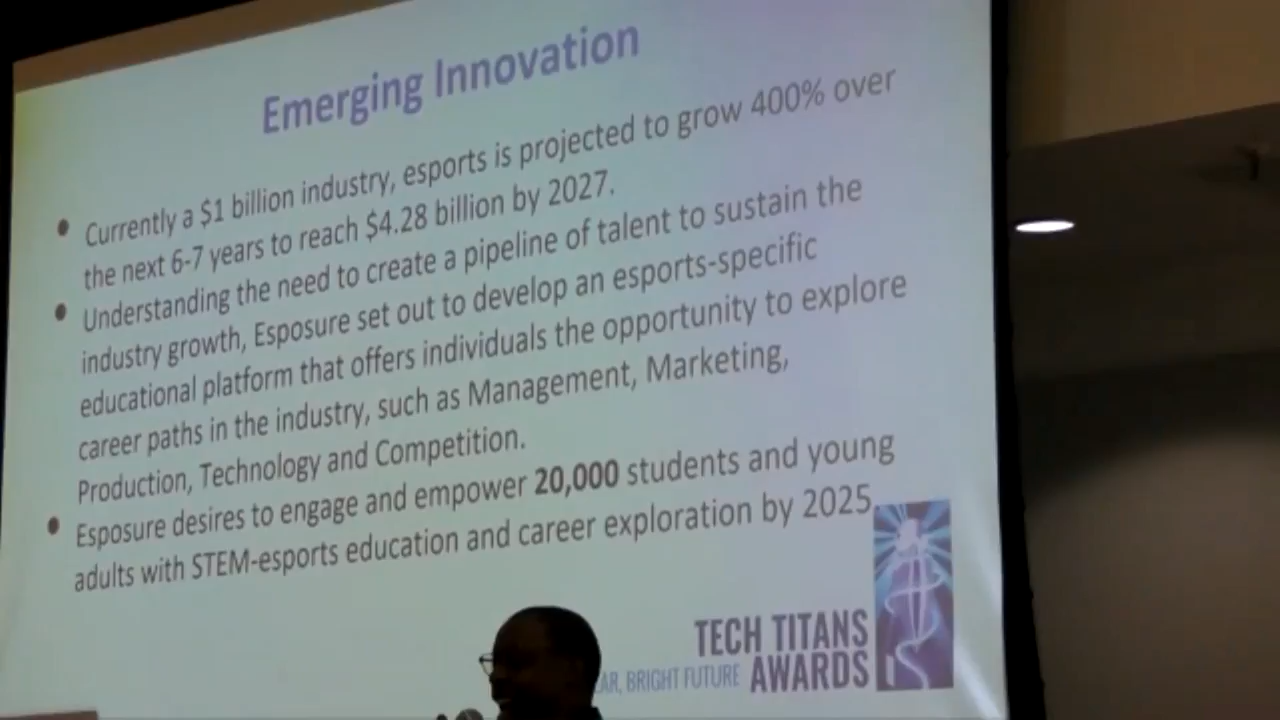 Emerging Innovation
• Currently a $1 billion industry, esports is projected to grow 400% over
the next 6-7 years to reach $4.28 billion by 2027.
• Understanding the need to create a pipeline of talent to sustain the
industry growth, Esposure set out to develop an esports-specific
educational platform that offers individuals the opportunity to explore
career paths in the industry, such as Management, Marketing,
Production, Technology and Competition.
• Esposure desires to engage and empower 20,000 students and young
adults with STEM-esports education and career exploration by 2025
TECH TITANS
BRIGHT FUTURE AWARDS